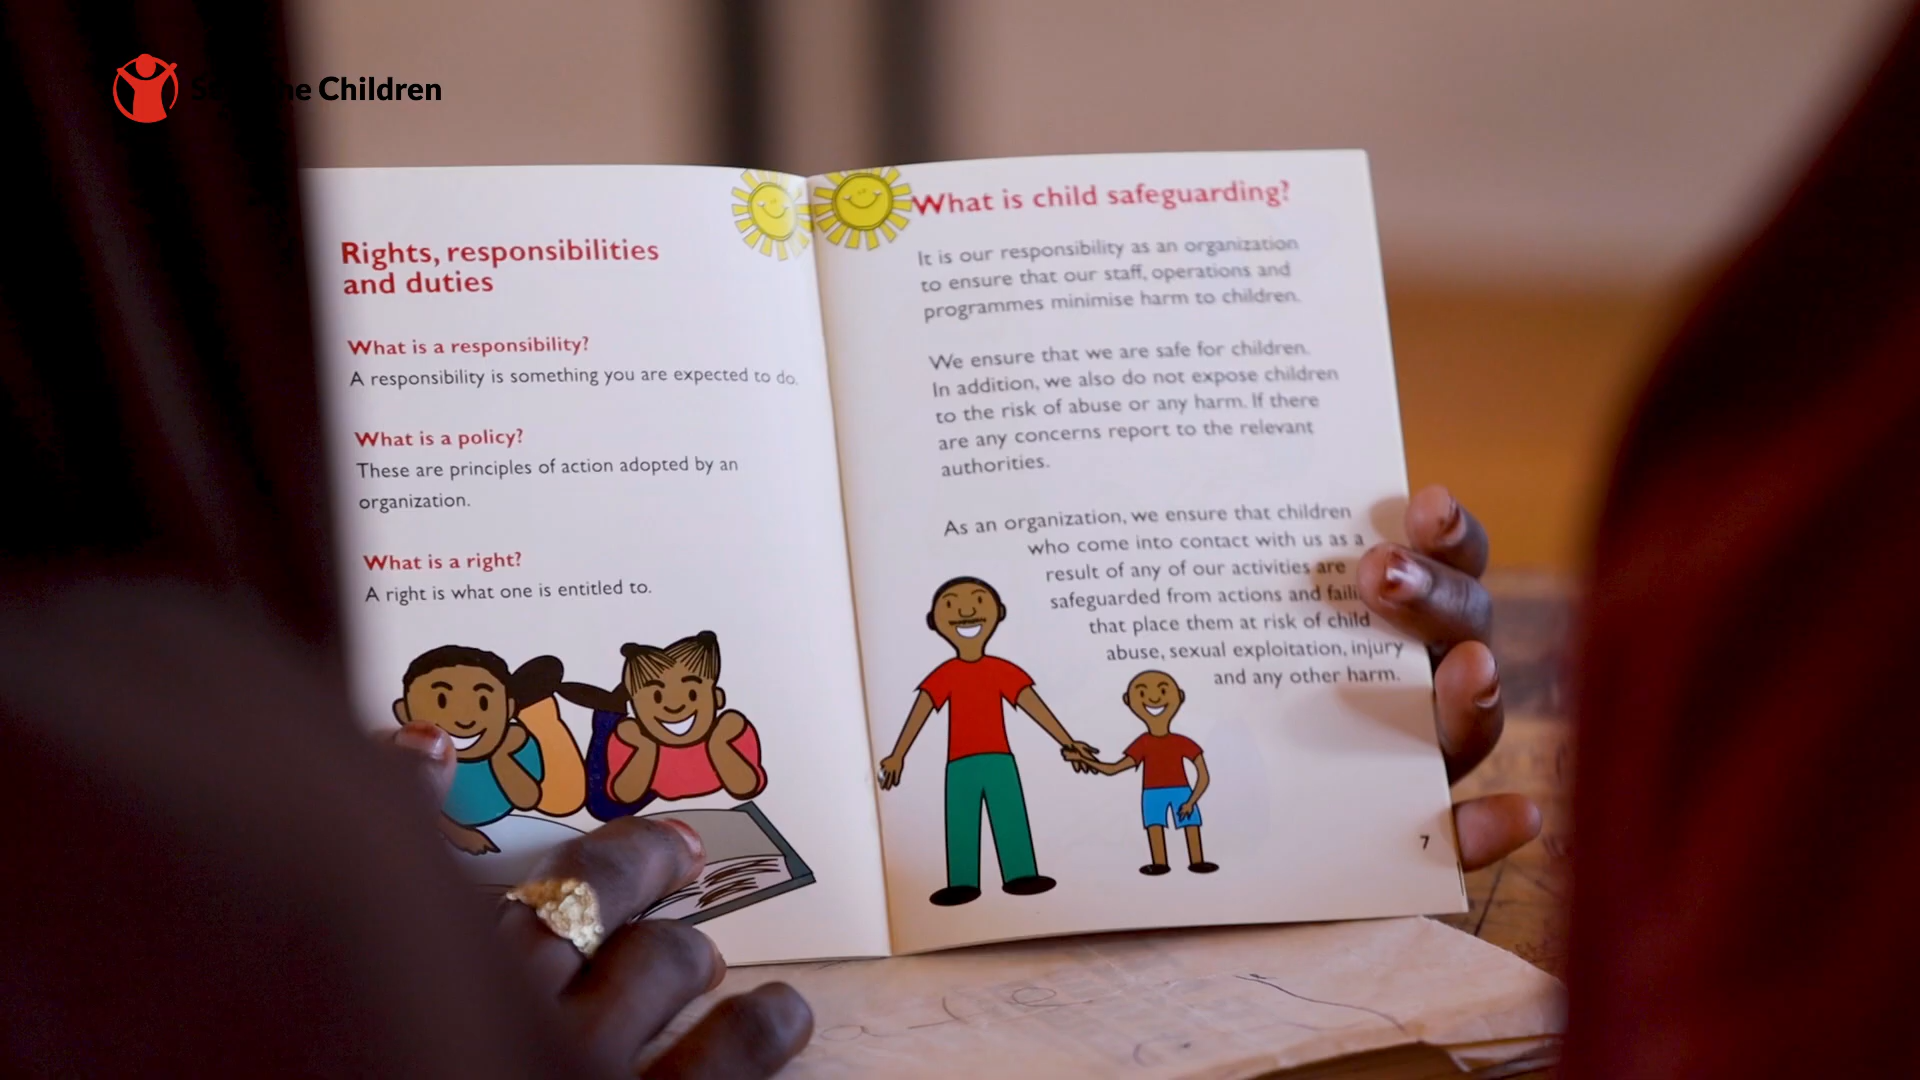 Save the Children
Rights, responsibilities
and duties
What is a responsibility?
A responsibility is something you are expected to do.
What is a policy?
These are principles of action adopted by an
organization.
What is a right?
A right is what one is entitled to.
What is child safeguarding?
It is our responsibility as an organization
to ensure that our staff, operations and
programmes minimise harm to children.
We ensure that we are safe for children.
In addition, we also do not expose children
to the risk of abuse or any harm. If there
are any concerns report to the relevant
authorities.
As an organization, we ensure that children
who come into contact with us as a
result of any of our activities are
safeguarded from actions and
that place them at risk of child
abuse, sexual exploitation, injury
and any other harm.
7